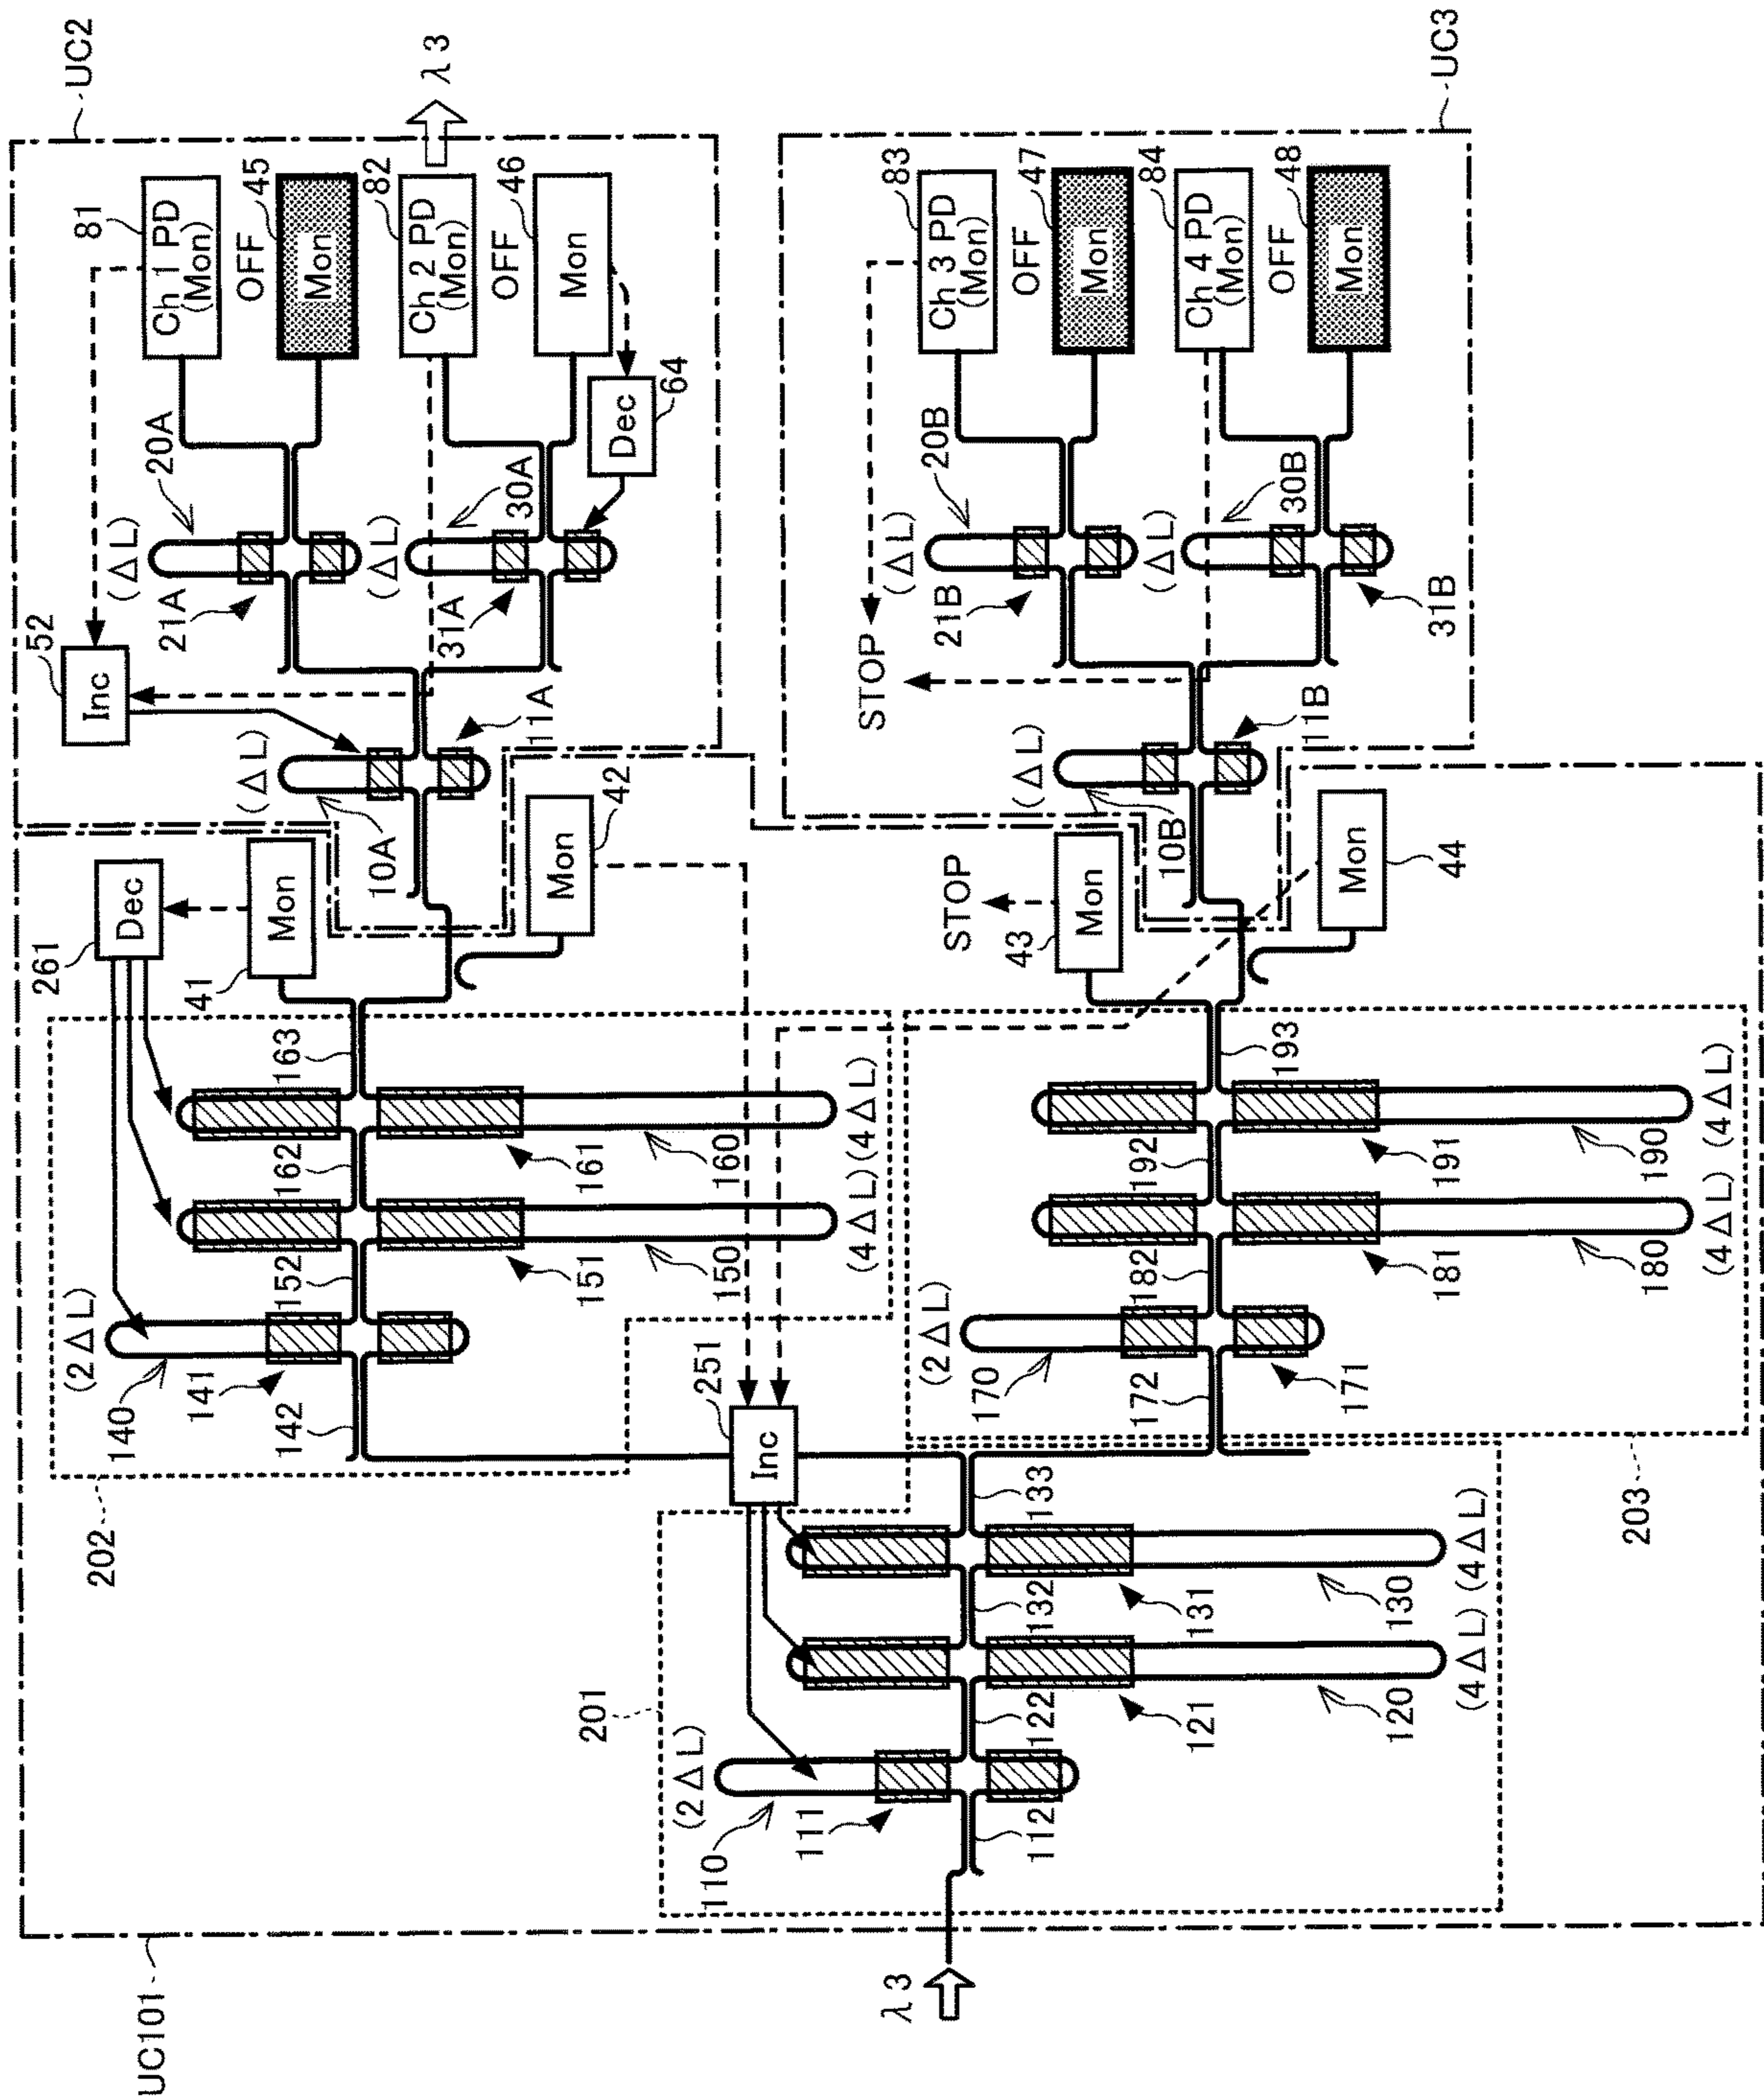 UC101
UC2
UC3
λ3
λ3
201
202
203
110
111
112
(2ΔL)
120
121
122
(4ΔL)
130
131
132
133
(4ΔL)
251
Inc
140
141
142
(2ΔL)
150
151
152
(4ΔL)
160
161
162
163
(4ΔL)
261
Dec
41
Mon
42
Mon
170
171
172
(2ΔL)
180
181
182
(4ΔL)
190
191
192
193
(4ΔL)
43
Mon
STOP
44
Mon
10A
11A
(ΔL)
52
Inc
20A
21A
(ΔL)
30A
31A
(ΔL)
64
Dec
81
Ch 1 PD
(Mon)
45
OFF
Mon
82
Ch 2 PD
(Mon)
46
OFF
Mon
10B
11B
(ΔL)
STOP
20B
21B
(ΔL)
30B
31B
(ΔL)
83
Ch 3 PD
(Mon)
47
OFF
Mon
84
Ch 4 PD
(Mon)
48
OFF
Mon